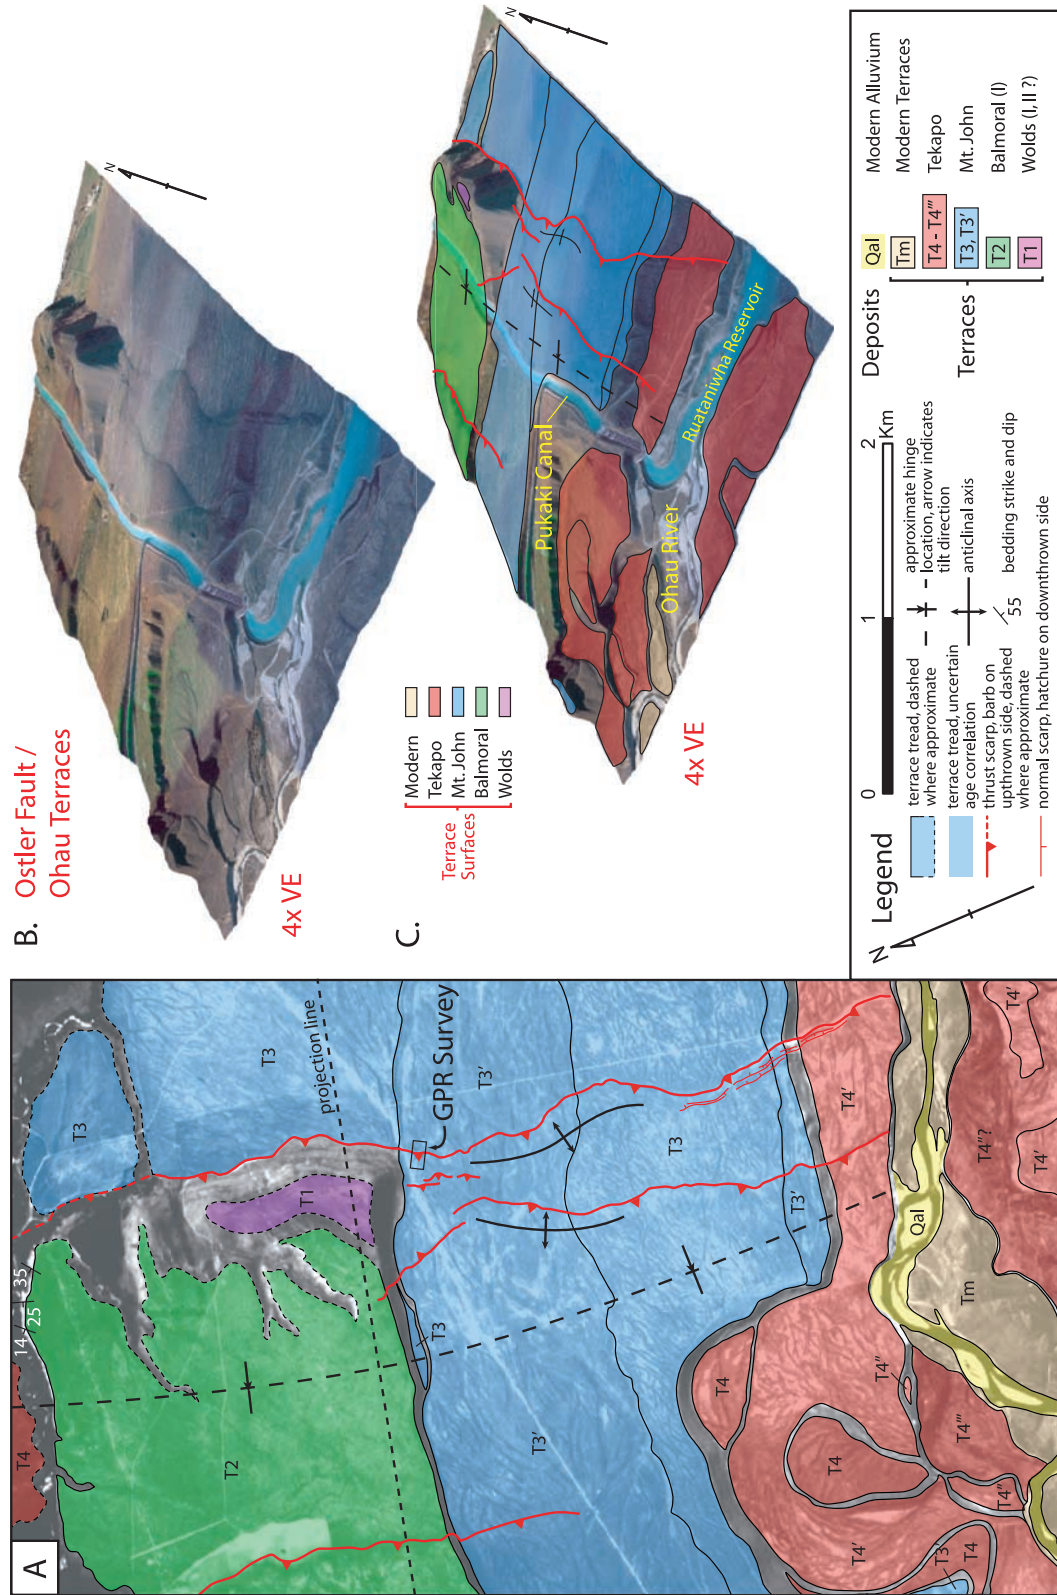 A
T4
14
25
35
T3
T2
T1
T3
projection line
T3'
GPR Survey
T3
T3'
T3
T3'
T4'
T4
T4"
T4
T4'''
T4"
T4'
T3'
T4
Qal
Tm
T4"?
T4'
T4'
B. Ostler Fault /
Ohau Terraces
4x VE
N
C.
Terrace
Surfaces
Modern
Tekapo
Mt. John
Balmoral
Wolds
4x VE
N
Pukaki Canal
Ohau River
Ruataniwha Reservoir
Legend
N
0
1
2
Km
terrace tread, dashed
where approximate
terrace tread, uncertain
age correlation
thrust scarp, barb on
upthrown side, dashed
where approximate
normal scarp, hatchure on downthrown side
approximate hinge
location, arrow indicates
tilt direction
anticlinal axis
55
bedding strike and dip
Deposits
Terraces
Qal Modern Alluvium
Tm Modern Terraces
T4 - T4''' Tekapo
T3, T3' Mt. John
T2 Balmoral (I)
T1 Wolds (I, II ?)